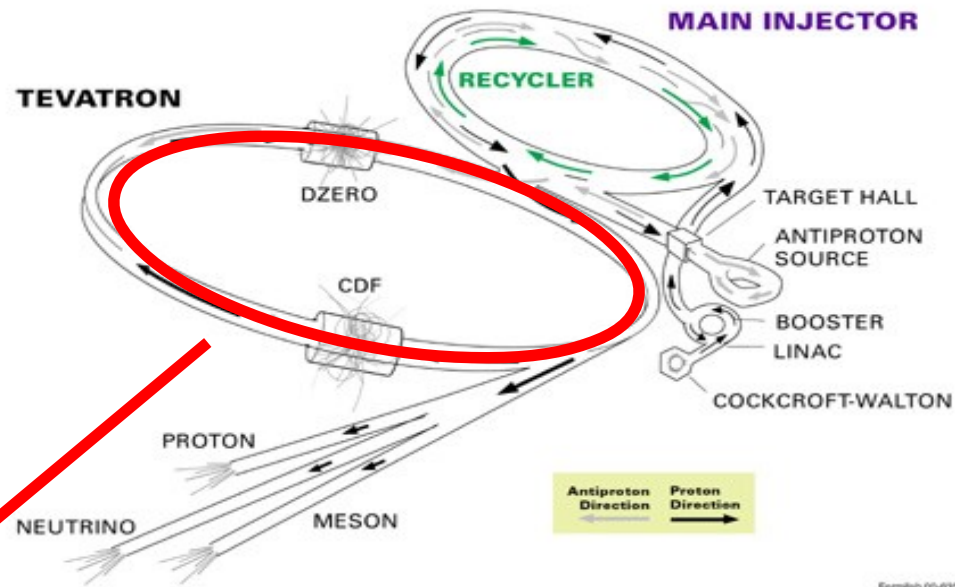 MAIN INJECTOR
RECYCLER
TEVATRON
DZERO
TARGET HALL
ANTIPROTON
SOURCE
CDF
BOOSTER
LINAC
COCKCROFT-WALTON
PROTON
NEUTRINO
MESON
Antiproton Proton
Direction Direction